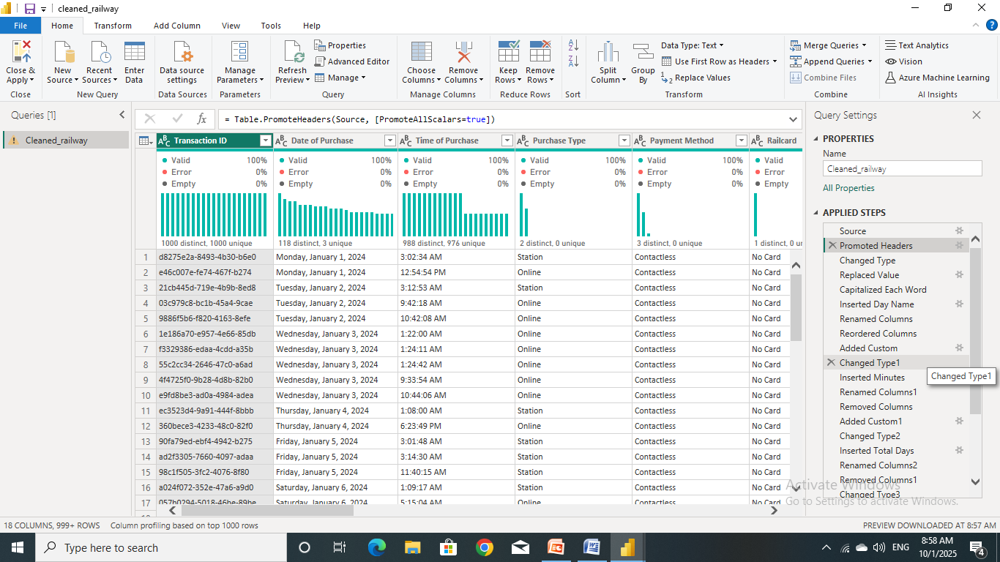 cleaned_railway
File Home Transform Add Column View Tools Help
Close & Apply
New Source
Recent Sources
Enter Data
Data source settings
Manage Parameters
Refresh Preview
Properties
Advanced Editor
Manage
Choose Columns
Remove Columns
Keep Rows
Remove Rows
Split Column
Group By
Data Type: Text
Use First Row as Headers
Replace Values
Merge Queries
Append Queries
Combine Files
Text Analytics
Vision
Azure Machine Learning
Close New Query Data Sources Parameters Query Manage Columns Reduce Rows Sort Transform Combine AI Insights
Queries [1]
Cleaned_railway
fx = Table.PromoteHeaders(Source, [PromoteAllScalars=true])
Transaction ID Date of Purchase Time of Purchase Purchase Type Payment Method Railcard
Valid 100% Valid 100% Valid 100% Valid 100% Valid 100% Valid
Error 0% Error 0% Error 0% Error 0% Error 0% Error
Empty 0% Empty 0% Empty 0% Empty 0% Empty 0% Empty
1000 distinct, 1000 unique 118 distinct, 3 unique 988 distinct, 976 unique 2 distinct, 0 unique 3 distinct, 0 unique 1 distinct, 0 ur
1 d8275e2a-8493-4b30-b6e0 Monday, January 1, 2024 3:02:34 AM Station Contactless No Card
2 e46c007e-fe74-467f-b274 Monday, January 1, 2024 12:54:54 PM Online Contactless No Card
3 21cb445d-719e-4b9b-8ed8 Tuesday, January 2, 2024 3:12:53 AM Station Contactless No Card
4 03c979c8-bc1b-45a4-9cae Tuesday, January 2, 2024 9:42:18 AM Online Contactless No Card
5 9886f5b6-f820-4163-8efe Tuesday, January 2, 2024 10:42:08 AM Online Contactless No Card
6 1e186a70-e957-4e66-85db Wednesday, January 3, 2024 1:22:00 AM Online Contactless No Card
7 f3329386-edaa-4cdd-a35b Wednesday, January 3, 2024 1:24:11 AM Online Contactless No Card
8 55c2cc34-2646-47c0-a6ad Wednesday, January 3, 2024 1:24:42 AM Online Contactless No Card
9 4f4725f0-9b28-4d8b-82b0 Wednesday, January 3, 2024 9:33:54 AM Online Contactless No Card
10 e9fd8be3-ad0a-4984-adea Wednesday, January 3, 2024 10:44:06 AM Online Contactless No Card
11 ec3523d4-9a91-444f-8bbb Thursday, January 4, 2024 1:08:00 AM Station Contactless No Card
12 360bece3-4233-48c0-82f0 Thursday, January 4, 2024 6:23:49 PM Online Contactless No Card
13 90fa79ed-ebf4-4942-b275 Friday, January 5, 2024 3:01:48 AM Station Contactless No Card
14 ad2f3305-7660-4097-adaa Friday, January 5, 2024 3:14:30 AM Station Contactless No Card
15 98c1f505-3fc2-4076-8f80 Friday, January 5, 2024 11:40:15 AM Station Contactless No Card
16 a024f072-352e-47a6-a9d0 Saturday, January 6, 2024 1:09:17 AM Station Contactless No Card
17 057b0294-5018-46be-89be Saturday, January 6, 2024 5:15:04 AM Online Contactless No Card
Query Settings
PROPERTIES
Name
Cleaned_railway
All Properties
APPLIED STEPS
Source
Promoted Headers
Changed Type
Replaced Value
Capitalized Each Word
Inserted Day Name
Renamed Columns
Reordered Columns
Added Custom
Changed Type1
Changed Type1
Inserted Minutes
Renamed Columns1
Removed Columns
Added Custom1
Changed Type2
Inserted Total Days
Renamed Columns2
Removed Columns1
Changed Type3
Activate Windows
Go to Settings to activate Windows.
18 COLUMNS, 999+ ROWS Column profiling based on top 1000 rows PREVIEW DOWNLOADED AT 8:57 AM
Type here to search
ENG
8:58 AM
10/1/2025
4